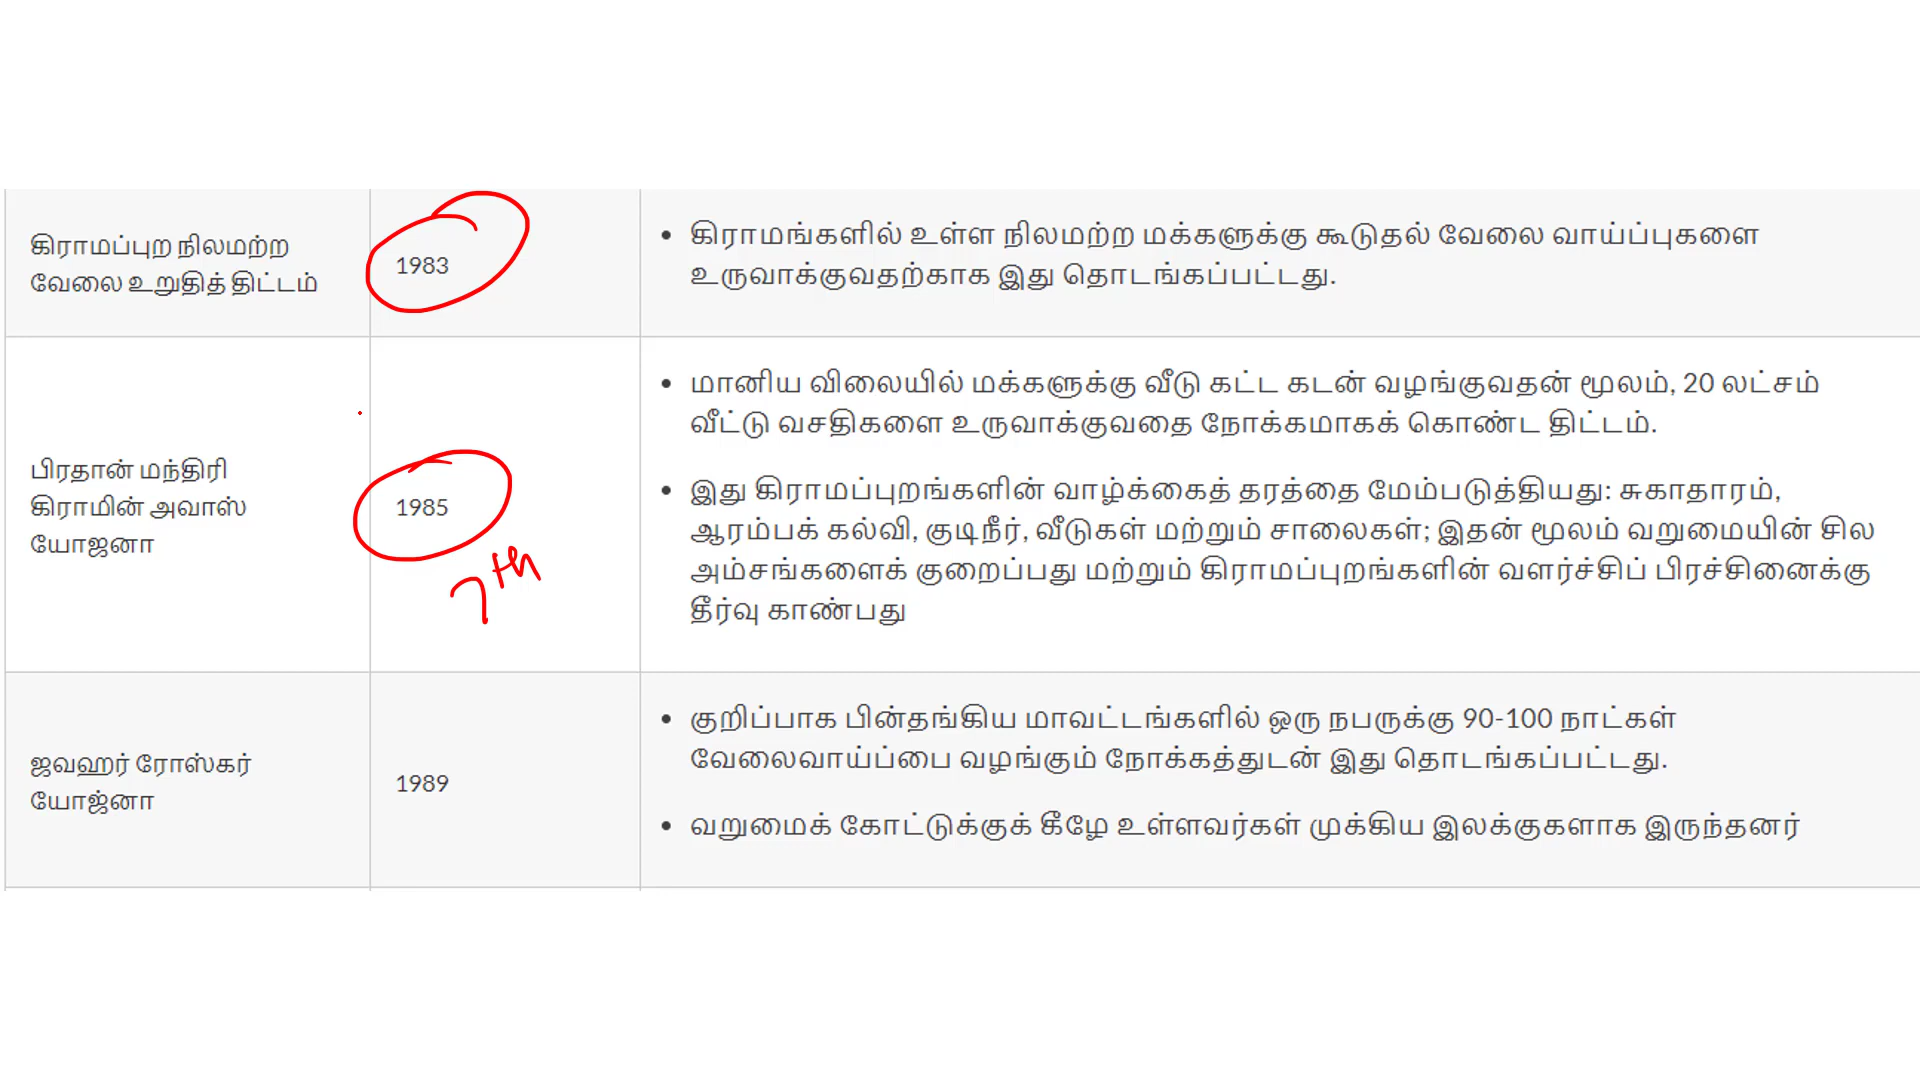 கிராமப்புற நிலமற்ற
வேலை உறுதித் திட்டம்
1983
• கிராமங்களில் உள்ள நிலமற்ற மக்களுக்கு கூடுதல் வேலை வாய்ப்புகளை
உருவாக்குவதற்காக இது தொடங்கப்பட்டது.
பிரதான் மந்திரி
கிராமின் அவாஸ்
யோஜனா
1985
7th
• மானிய விலையில் மக்களுக்கு வீடு கட்ட கடன் வழங்குவதன் மூலம், 20 லட்சம்
வீட்டு வசதிகளை உருவாக்குவதை நோக்கமாகக் கொண்ட திட்டம்.
• இது கிராமப்புறங்களின் வாழ்க்கைத் தரத்தை மேம்படுத்தியது: சுகாதாரம்,
ஆரம்பக் கல்வி, குடிநீர், வீடுகள் மற்றும் சாலைகள்; இதன் மூலம் வறுமையின் சில
அம்சங்களைக் குறைப்பது மற்றும் கிராமப்புறங்களின் வளர்ச்சிப் பிரச்சினைக்கு
தீர்வு காண்பது
ஜவஹர் ரோஸ்கர்
யோஜ்னா
1989
• குறிப்பாக பின்தங்கிய மாவட்டங்களில் ஒரு நபருக்கு 90-100 நாட்கள்
வேலைவாய்ப்பை வழங்கும் நோக்கத்துடன் இது தொடங்கப்பட்டது.
• வறுமைக் கோட்டுக்குக் கீழே உள்ளவர்கள் முக்கிய இலக்குகளாக இருந்தனர்